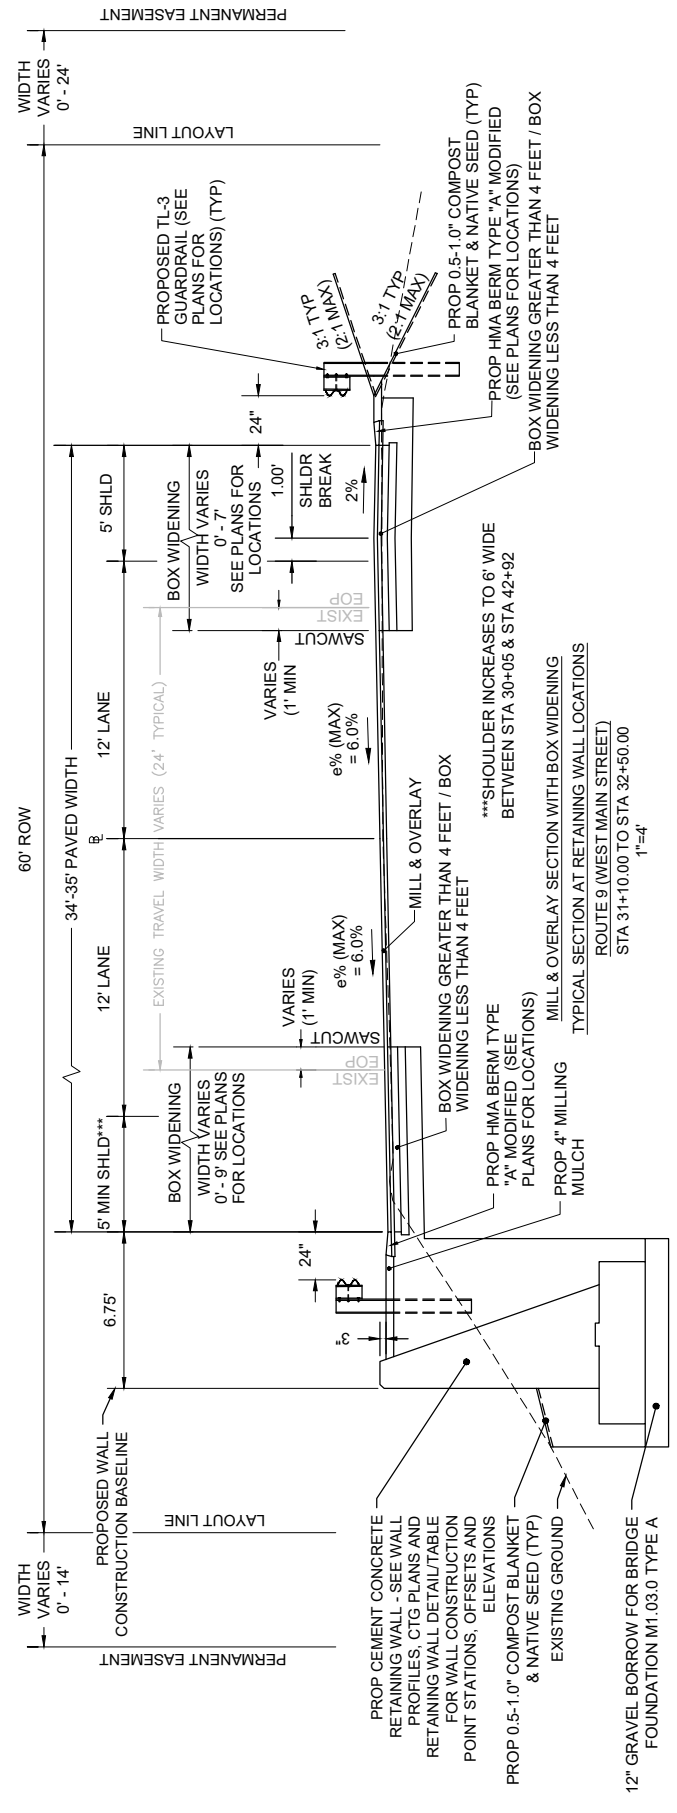 60' ROW
WIDTH
VARIES
0' - 14'
WIDTH
VARIES
0' - 24'
PERMANENT EASEMENT
LAYOUT LINE
LAYOUT LINE
PERMANENT EASEMENT
PROPOSED WALL
CONSTRUCTION BASELINE
34'-35' PAVED WIDTH
6.75'
5' MIN SHLD***
12' LANE
12' LANE
5' SHLD
BL
EXISTING TRAVEL WIDTH VARIES (24' TYPICAL)
BOX WIDENING
WIDTH VARIES
0' - 9' SEE PLANS
FOR LOCATIONS
BOX WIDENING
WIDTH VARIES
0' - 7'
SEE PLANS FOR
LOCATIONS
PROPOSED TL-3
GUARDRAIL (SEE
PLANS FOR
LOCATIONS) (TYP)
24"
3"
EXIST
EOP
SAWCUT
VARIES
(1' MIN)
e% (MAX)
= 6.0%
e% (MAX)
= 6.0%
VARIES
(1' MIN
SAWCUT
EXIST
EOP
1.00'
SHLDR
BREAK
2%
24"
3:1 TYP
(2:1 MAX)
3:1 TYP
(2:1 MAX)
PROP CEMENT CONCRETE
RETAINING WALL - SEE WALL
PROFILES, CTG PLANS AND
RETAINING WALL DETAIL/TABLE
FOR WALL CONSTRUCTION
POINT STATIONS, OFFSETS AND
ELEVATIONS
PROP 0.5-1.0" COMPOST BLANKET
& NATIVE SEED (TYP)
EXISTING GROUND
12" GRAVEL BORROW FOR BRIDGE
FOUNDATION M1.03.0 TYPE A
MILL & OVERLAY
BOX WIDENING GREATER THAN 4 FEET / BOX
WIDENING LESS THAN 4 FEET
PROP HMA BERM TYPE
"A" MODIFIED (SEE
PLANS FOR LOCATIONS)
PROP 4" MILLING
MULCH
PROP 0.5-1.0" COMPOST
BLANKET & NATIVE SEED (TYP)
PROP HMA BERM TYPE "A" MODIFIED
(SEE PLANS FOR LOCATIONS)
BOX WIDENING GREATER THAN 4 FEET / BOX
WIDENING LESS THAN 4 FEET
***SHOULDER INCREASES TO 6' WIDE
BETWEEN STA 30+05 & STA 42+92
MILL & OVERLAY SECTION WITH BOX WIDENING
TYPICAL SECTION AT RETAINING WALL LOCATIONS
ROUTE 9 (WEST MAIN STREET)
STA 31+10.00 TO STA 32+50.00
1"=4'